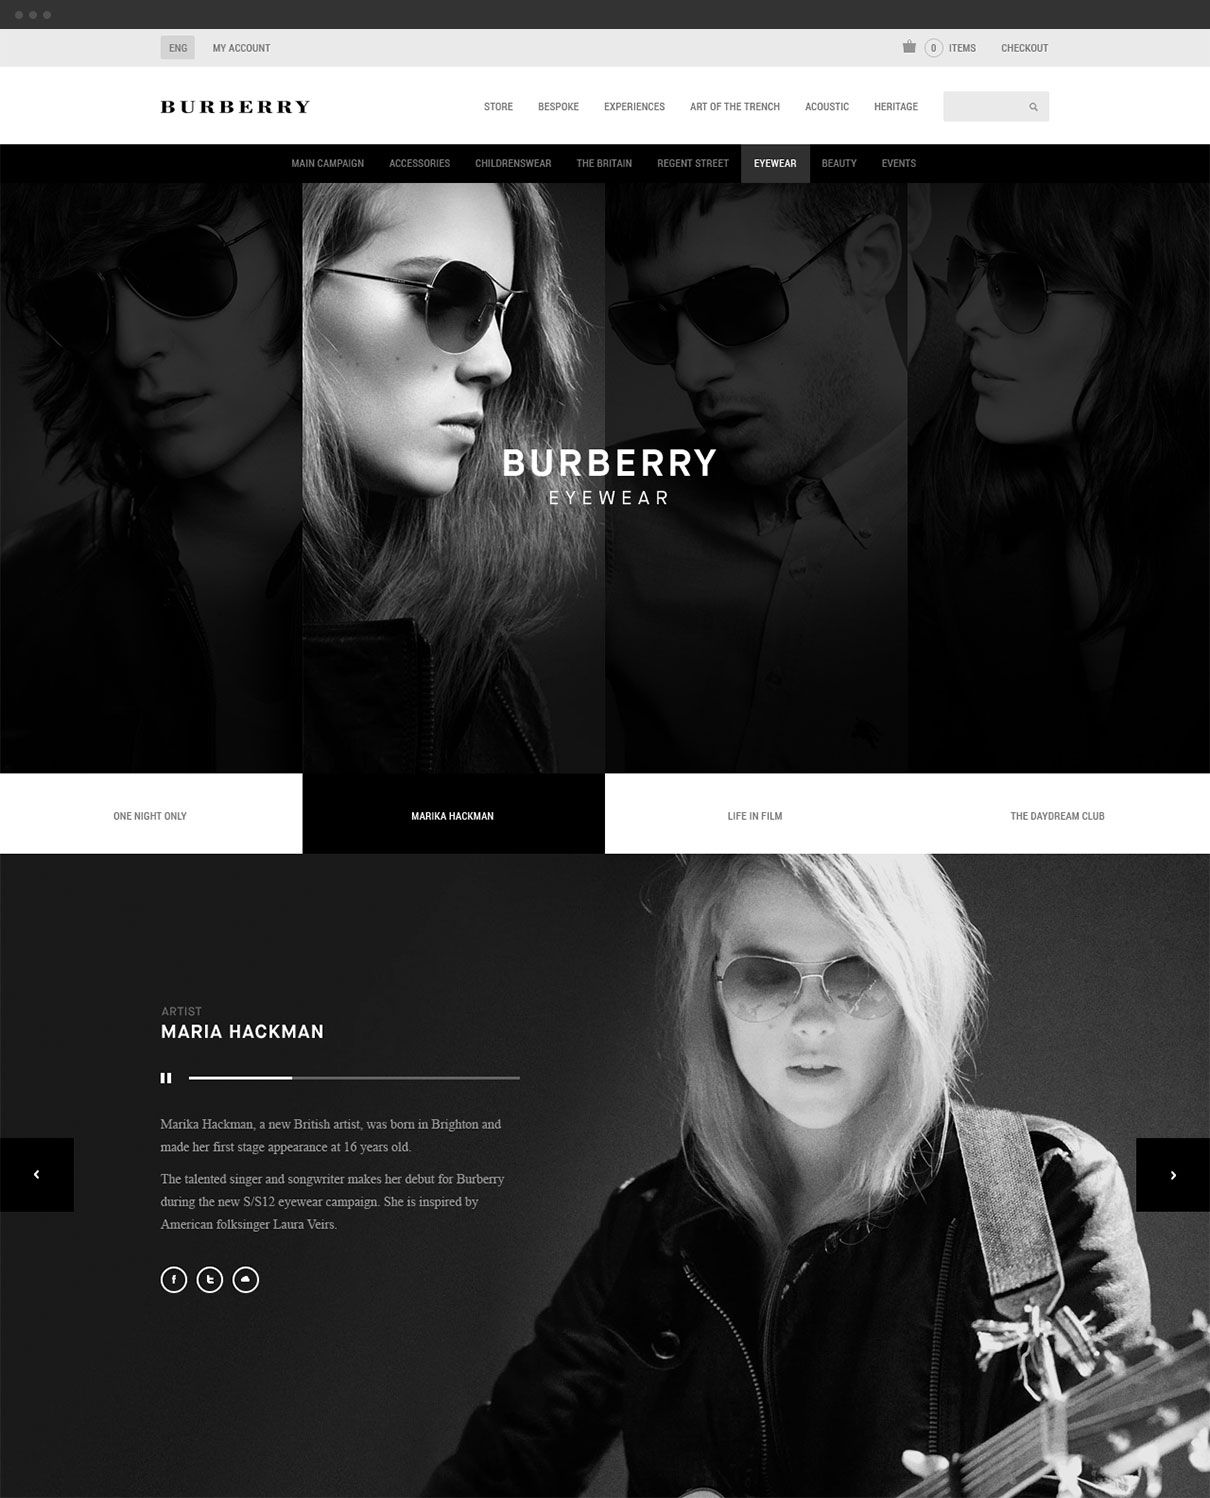 ENG MY ACCOUNT 0 ITEMS CHECKOUT
BURBERRY STORE BESPOKE EXPERIENCES ART OF THE TRENCH ACOUSTIC HERITAGE
MAIN CAMPAIGN ACCESSORIES CHILDRENSWEAR THE BRITAIN REGENT STREET EYEWEAR BEAUTY EVENTS
BURBERRY
EYEWEAR
ONE NIGHT ONLY MARIKA HACKMAN LIFE IN FILM THE DAYDREAM CLUB
ARTIST
MARIA HACKMAN
Marika Hackman, a new British artist, was born in Brighton and
made her first stage appearance at 16 years old.
The talented singer and songwriter makes her debut for Burberry
during the new S/S12 eyewear campaign. She is inspired by
American folksinger Laura Veirs.